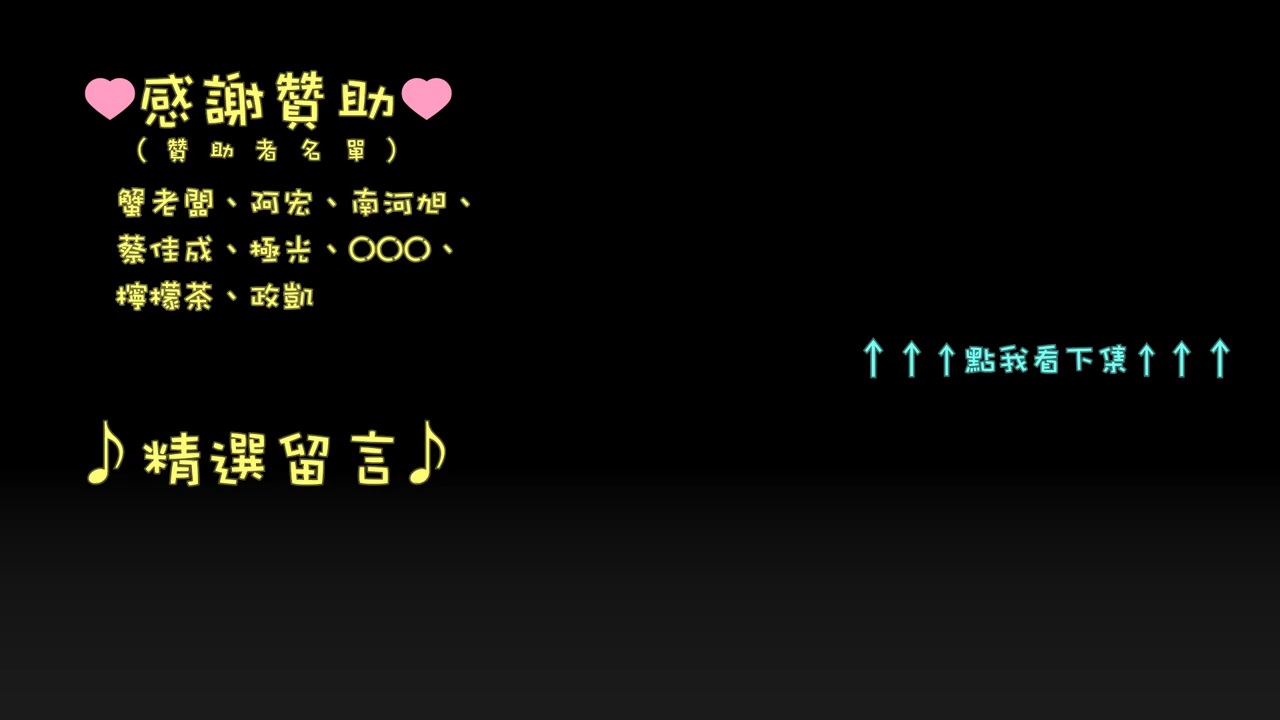 感謝贊助
（贊助者名單）
蟹老闆、阿宏、南河旭、
蔡佳成、極光、〇〇〇、
檸檬茶、政凱
↑↑↑點我看下集↑↑↑
♪精選留言♪